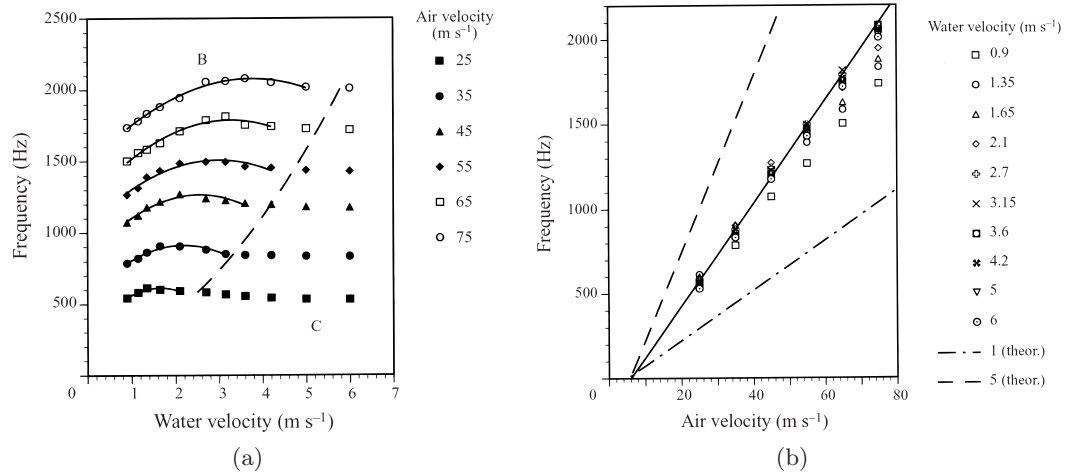 Air velocity
(m s⁻¹)
25
35
45
55
65
75
B
C
2500
2000
1500
1000
500
0
1
2
3
4
5
6
7
Frequency (Hz)
Water velocity (m s⁻¹)
(a)
Water velocity (m s⁻¹)
0.9
1.35
1.65
2.1
2.7
3.15
3.6
4.2
5
6
1 (theor.)
5 (theor.)
2000
1500
1000
500
0
20
40
60
80
Frequency (Hz)
Air velocity (m s⁻¹)
(b)